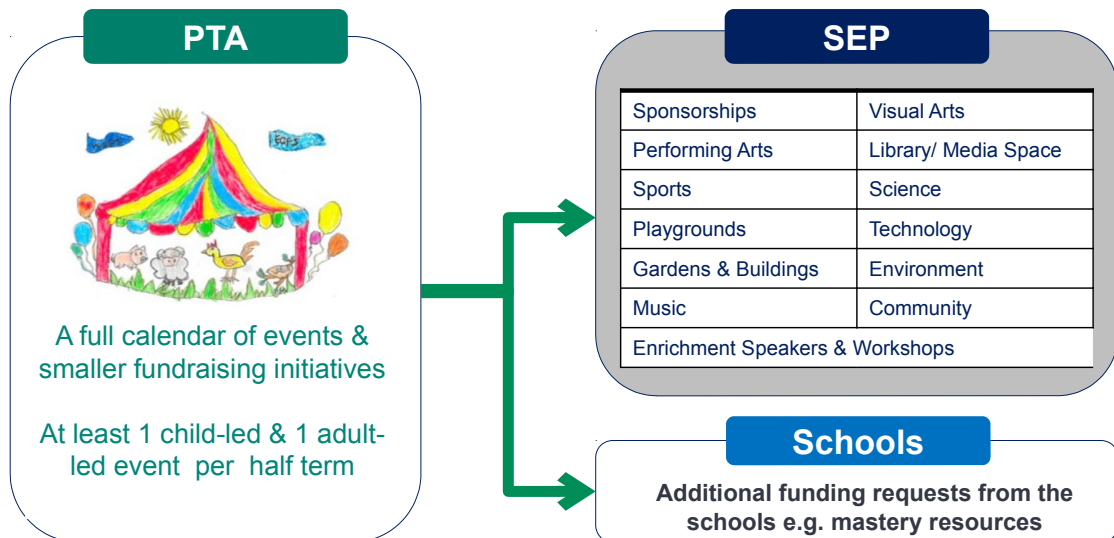 PTA
EQFS
A full calendar of events &
smaller fundraising initiatives
At least 1 child-led & 1 adult-
led event per half term
SEP
Sponsorships
Visual Arts
Performing Arts
Library/ Media Space
Sports
Science
Playgrounds
Technology
Gardens & Buildings
Environment
Music
Community
Enrichment Speakers & Workshops
Schools
Additional funding requests from the
schools e.g. mastery resources